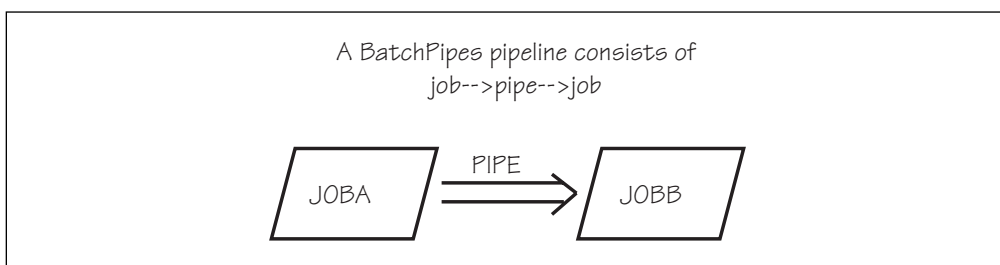 A BatchPipes pipeline consists of
job-->pipe-->job
PIPE
JOBA
JOBB